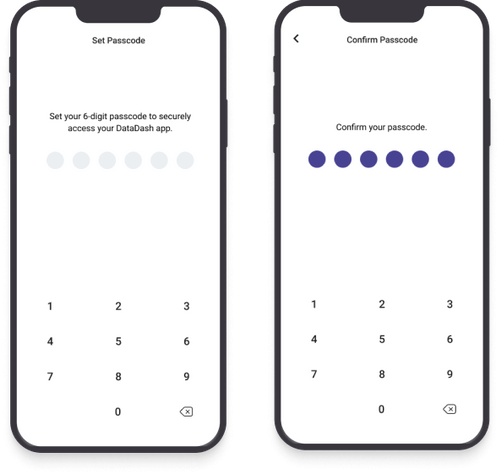 Set Passcode
Set your 6-digit passcode to securely
access your DataDash app.
1 2 3
4 5 6
7 8 9
0
Confirm Passcode
Confirm your passcode.
1 2 3
4 5 6
7 8 9
0